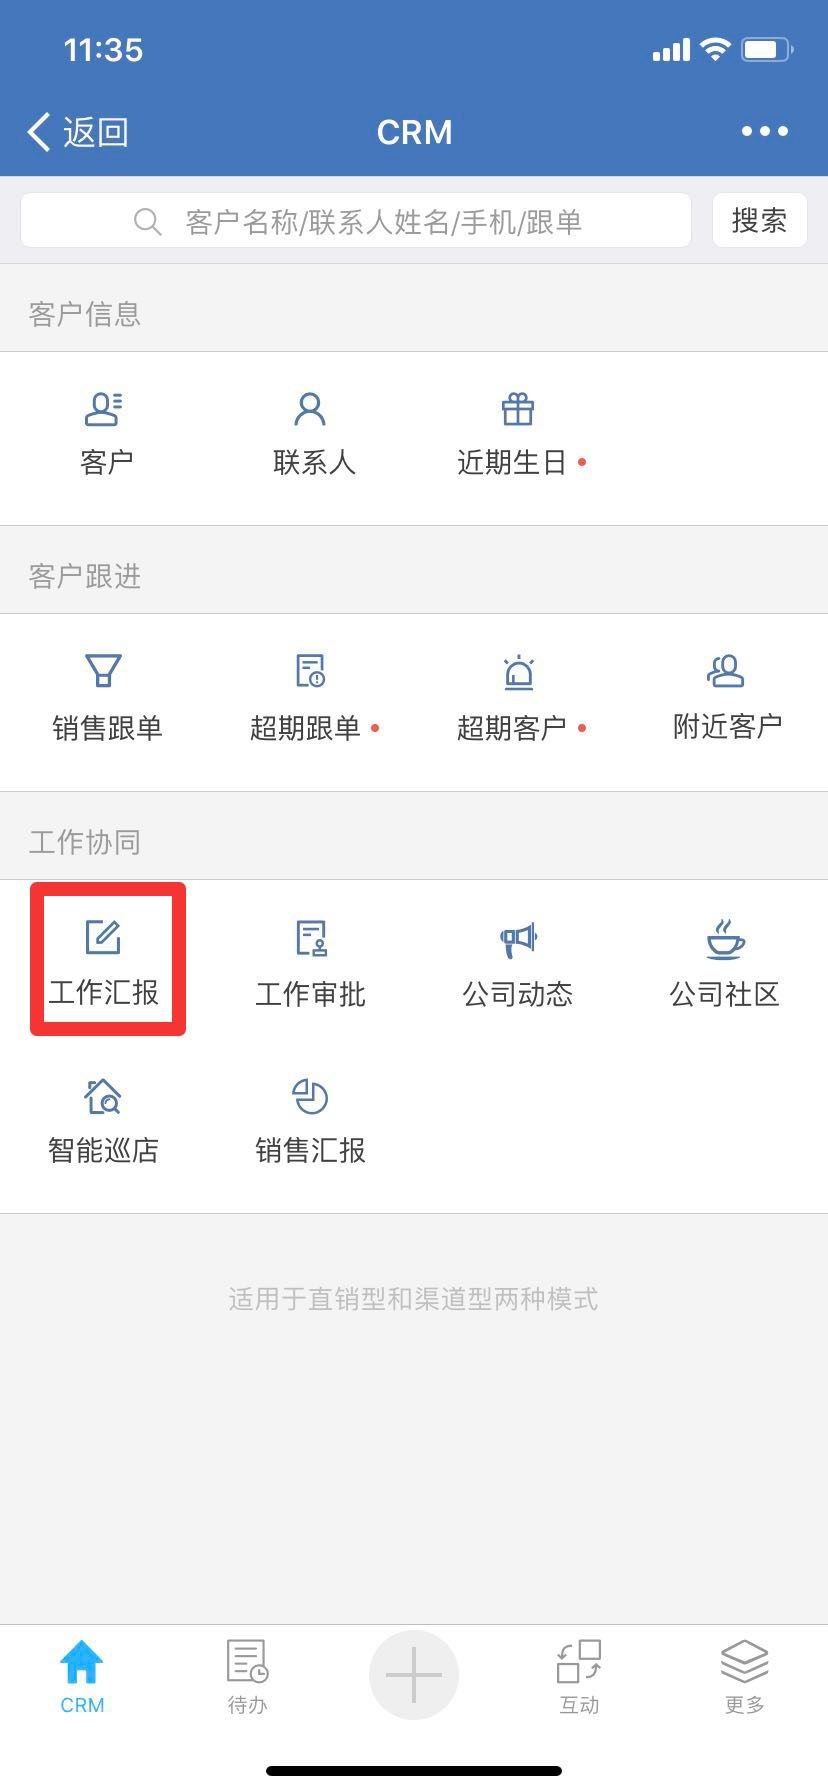 11:35
返回
CRM
客户名称/联系人姓名/手机/跟单
搜索
客户信息
客户
联系人
近期生日
客户跟进
销售跟单
超期跟单
超期客户
附近客户
工作协同
工作汇报
工作审批
公司动态
公司社区
智能巡店
销售汇报
适用于直销型和渠道型两种模式
CRM
待办
互动
更多